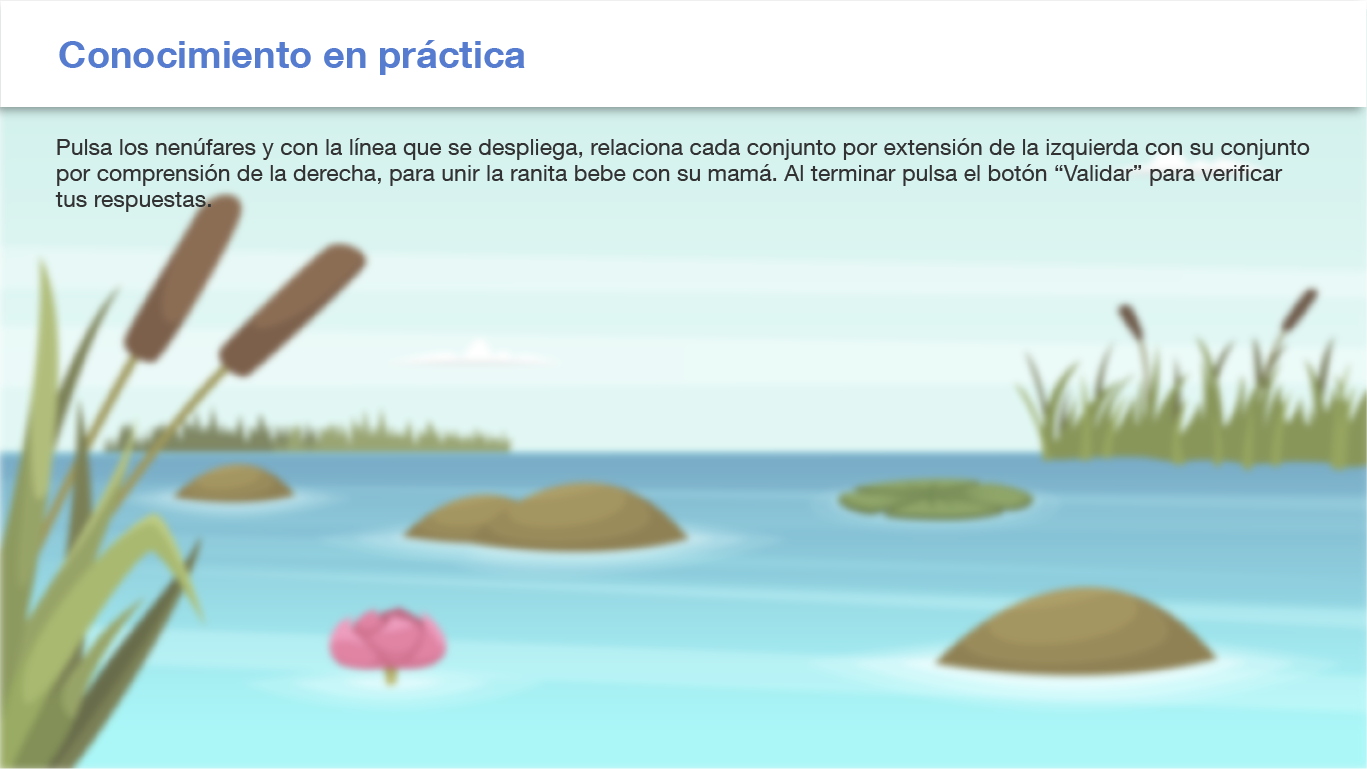 Conocimiento en práctica
Pulsa los nenúfares y con la línea que se despliega, relaciona cada conjunto por extensión de la izquierda con su conjunto
por comprensión de la derecha, para unir la ranita bebe con su mamá. Al terminar pulsa el botón “Validar” para verificar
tus respuestas.